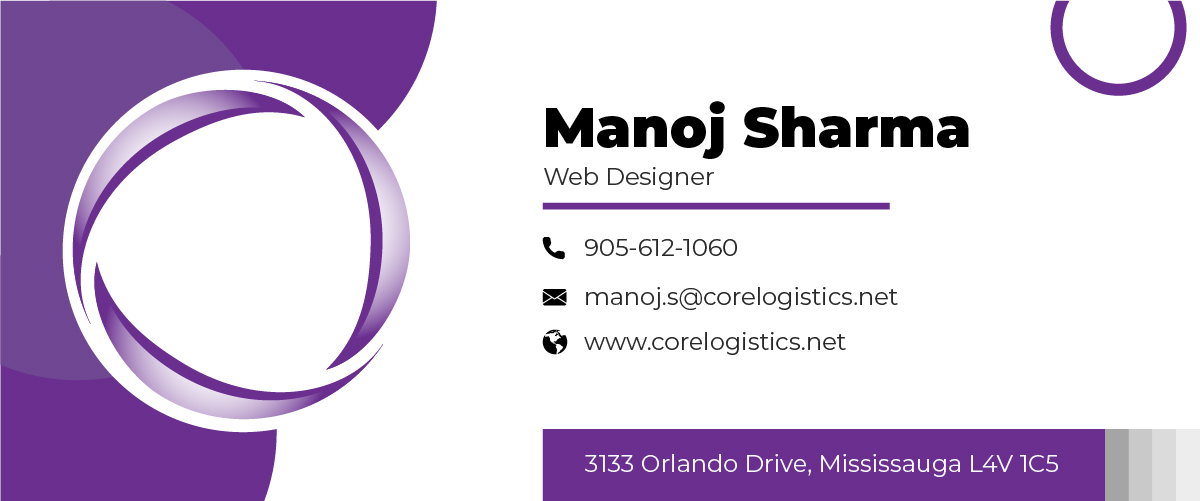 Manoj Sharma
Web Designer
905-612-1060
manoj.s@corelogistics.net
www.corelogistics.net
3133 Orlando Drive, Mississauga L4V 1C5